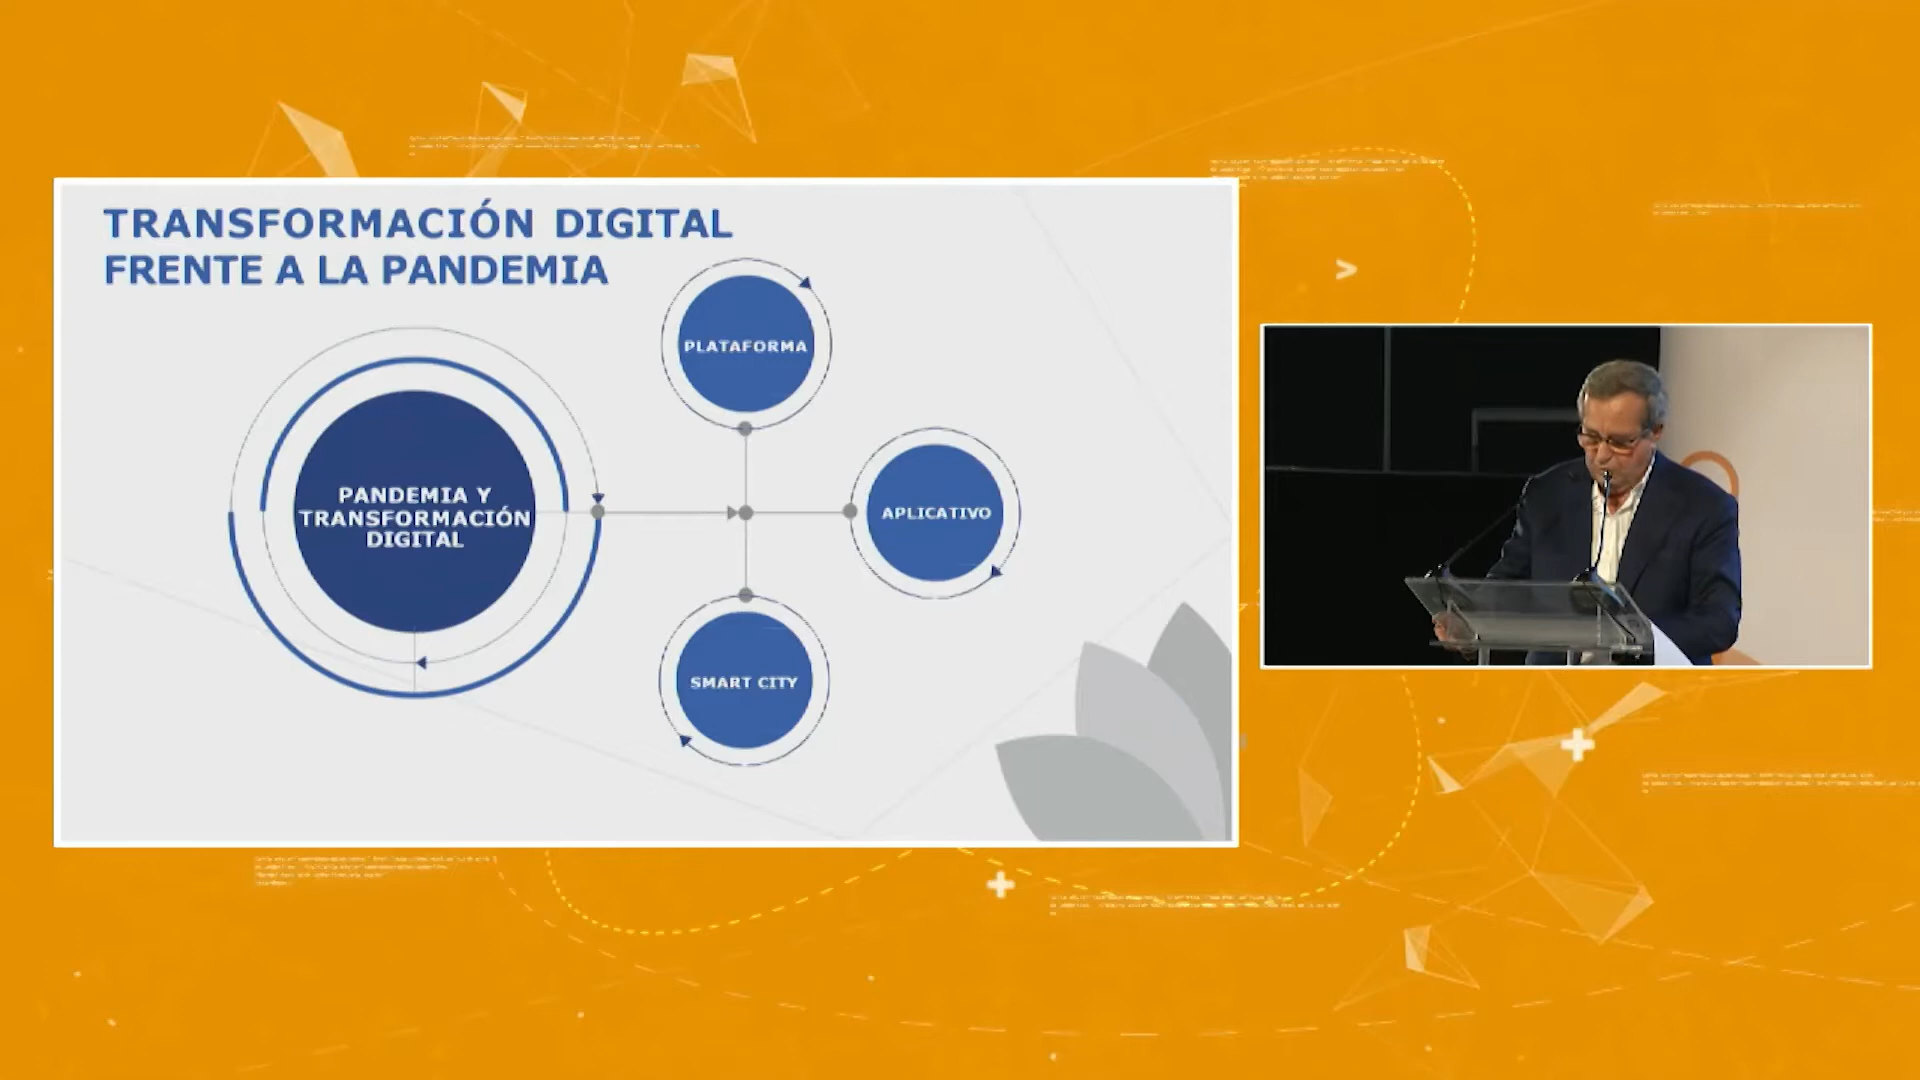 TRANSFORMACIÓN DIGITAL
FRENTE A LA PANDEMIA
PLATAFORMA
PANDEMIA Y
TRANSFORMACIÓN
DIGITAL
APLICATIVO
SMART CITY